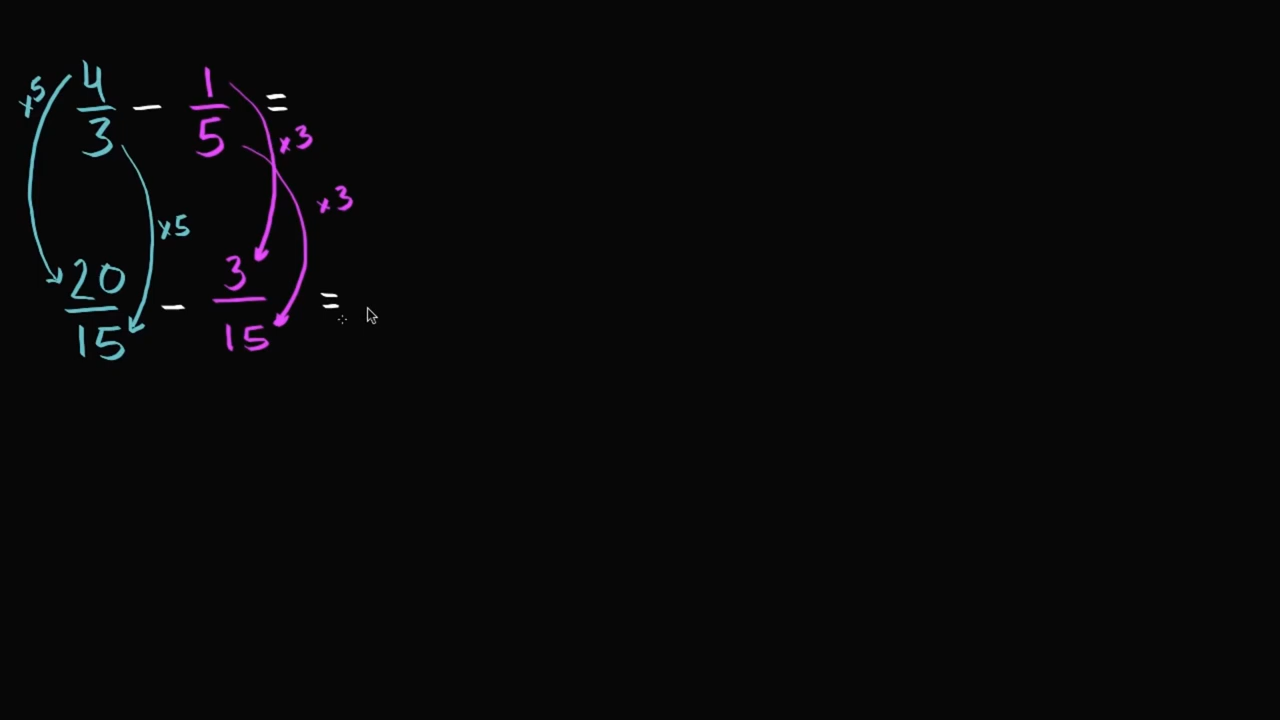 ×5 4/3 - 1/5 =
×3
×3
×5
20/15 - 3/15 =